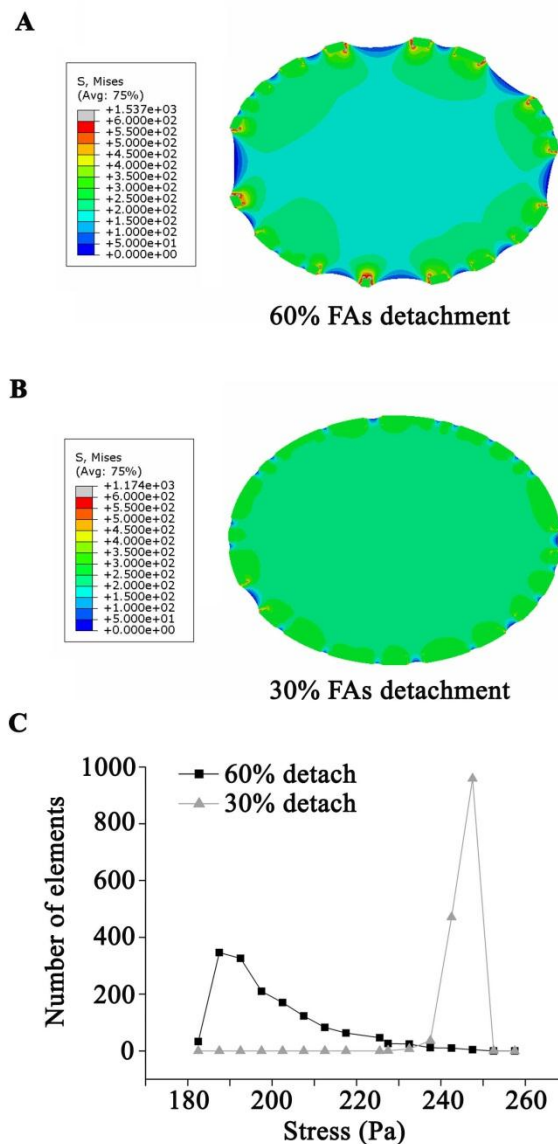 A
S, Mises
(Avg: 75%)
+1.537e+03
+6.000e+02
+5.500e+02
+5.000e+02
+4.500e+02
+4.000e+02
+3.500e+02
+3.000e+02
+2.500e+02
+2.000e+02
+1.500e+02
+1.000e+02
+5.000e+01
+0.000e+00
60% FAs detachment
B
S, Mises
(Avg: 75%)
+1.174e+03
+6.000e+02
+5.500e+02
+5.000e+02
+4.500e+02
+4.000e+02
+3.500e+02
+3.000e+02
+2.500e+02
+2.000e+02
+1.500e+02
+1.000e+02
+5.000e+01
+0.000e+00
30% FAs detachment
C
1000
800
600
400
200
0
Number of elements
60% detach
30% detach
180
200
220
240
260
Stress (Pa)